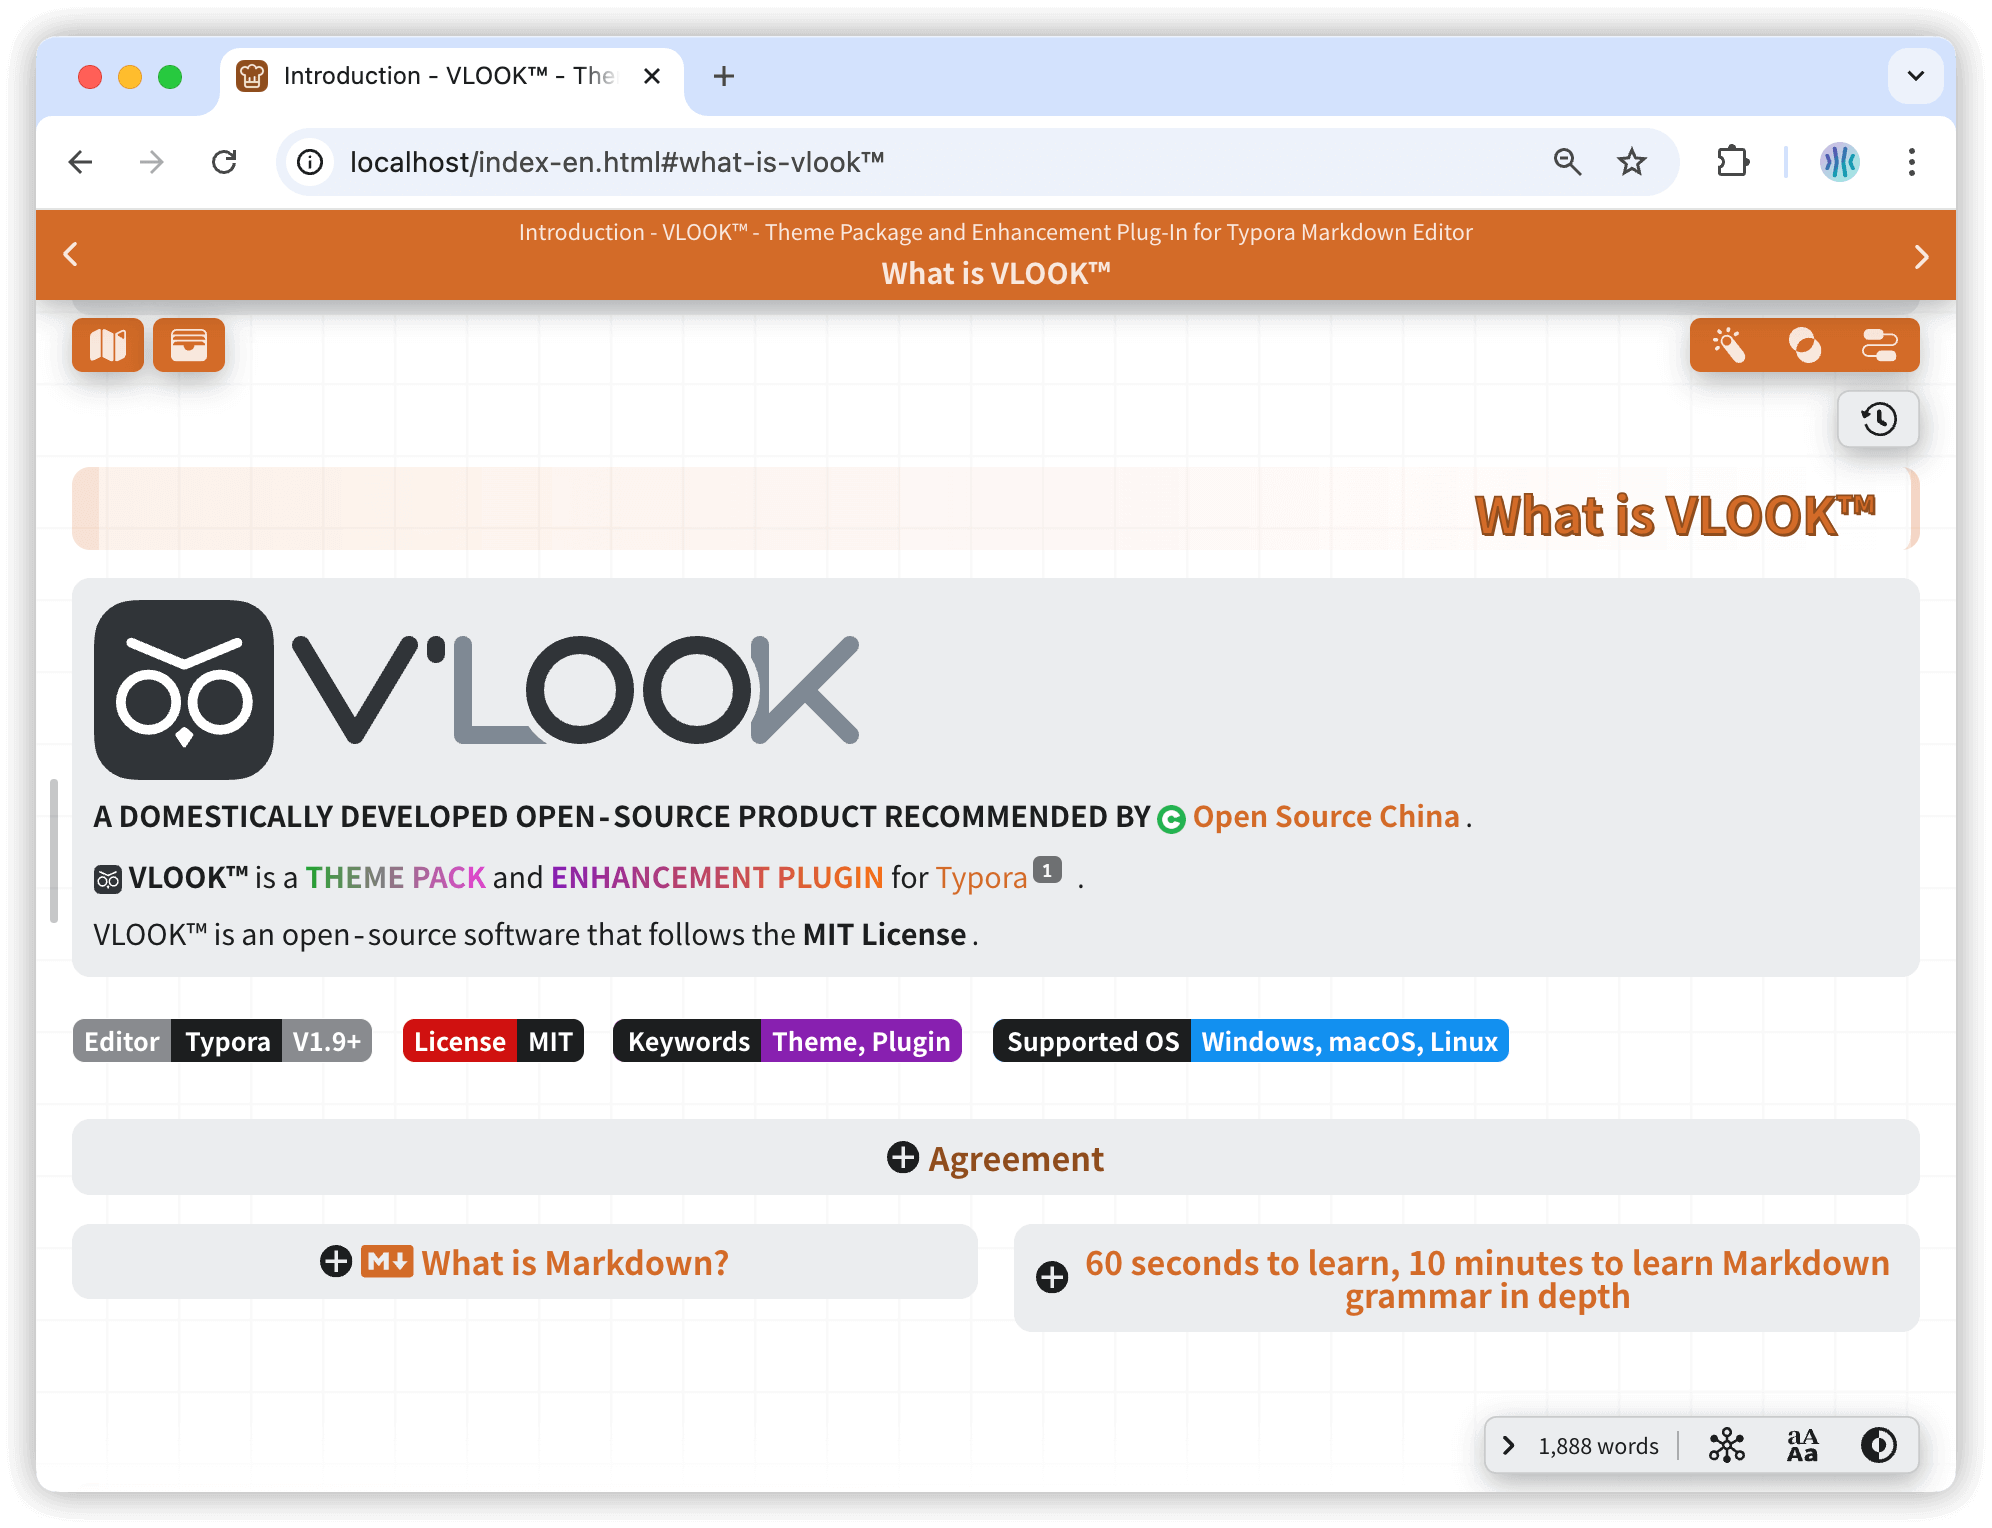 Introduction - VLOOK™ - The
localhost/index-en.html#what-is-vlook™
Introduction - VLOOK™ - Theme Package and Enhancement Plug-In for Typora Markdown Editor
What is VLOOK™
What is VLOOK™
V'LOOK
A DOMESTICALLY DEVELOPED OPEN-SOURCE PRODUCT RECOMMENDED BY C Open Source China.
VLOOK™ is a THEME PACK and ENHANCEMENT PLUGIN for Typora 1 .
VLOOK™ is an open-source software that follows the MIT License.
Editor Typora V1.9+ License MIT Keywords Theme, Plugin Supported OS Windows, macOS, Linux
Agreement
M↓ What is Markdown?
60 seconds to learn, 10 minutes to learn Markdown
grammar in depth
1,888 words
aA
Aa